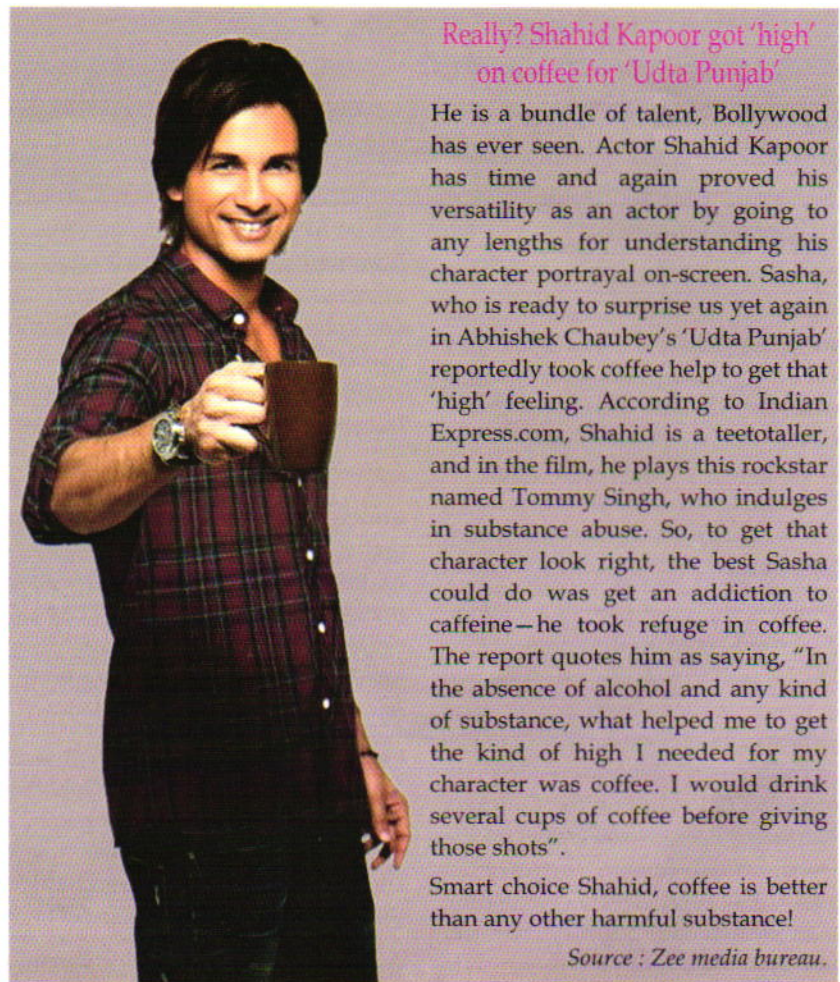 Really? Shahid Kapoor got ‘high’
on coffee for ‘Udta Punjab’
He is a bundle of talent, Bollywood
has ever seen. Actor Shahid Kapoor
has time and again proved his
versatility as an actor by going to
any lengths for understanding his
character portrayal on-screen. Sasha,
who is ready to surprise us yet again
in Abhishek Chaubey’s ‘Udta Punjab’
reportedly took coffee help to get that
‘high’ feeling. According to Indian
Express.com, Shahid is a teetotaller,
and in the film, he plays this rockstar
named Tommy Singh, who indulges
in substance abuse. So, to get that
character look right, the best Sasha
could do was get an addiction to
caffeine—he took refuge in coffee.
The report quotes him as saying, “In
the absence of alcohol and any kind
of substance, what helped me to get
the kind of high I needed for my
character was coffee. I would drink
several cups of coffee before giving
those shots”.
Smart choice Shahid, coffee is better
than any other harmful substance!
Source : Zee media bureau.